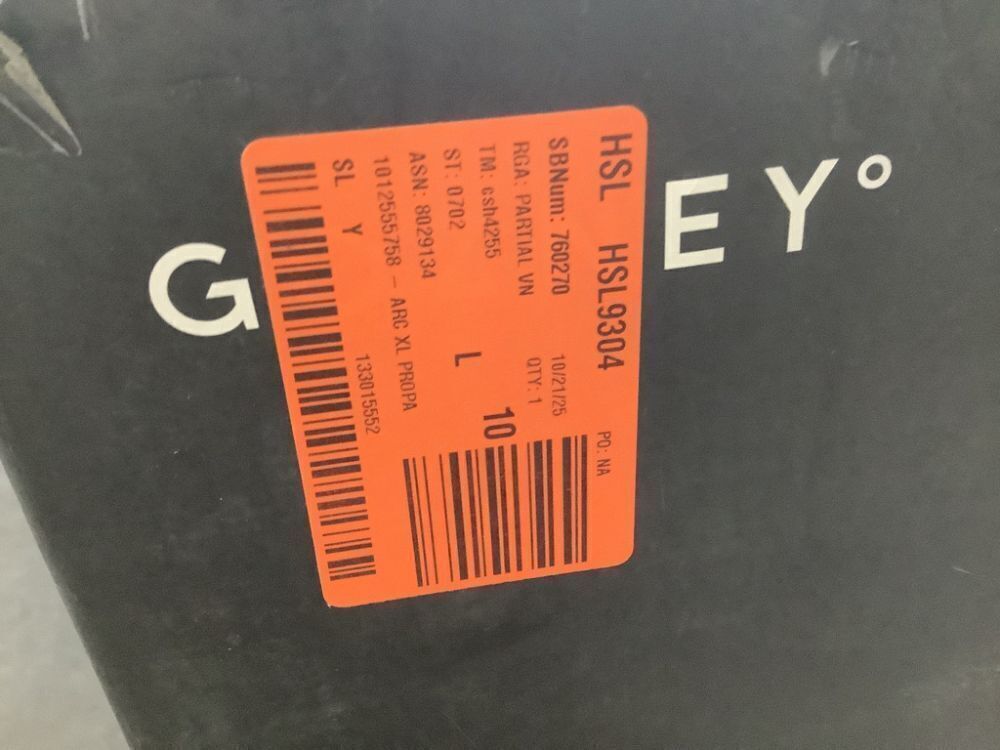 G EY°
HSL HSL9304 PO: NA
SBNum: 760270 10/21/25
RGA: PARTIAL VN QTY: 1
TM: csh4255 10
ST: 0702 L
ASN: 8029134
1012555758 - ARC XL PROPA
SL Y 133015552